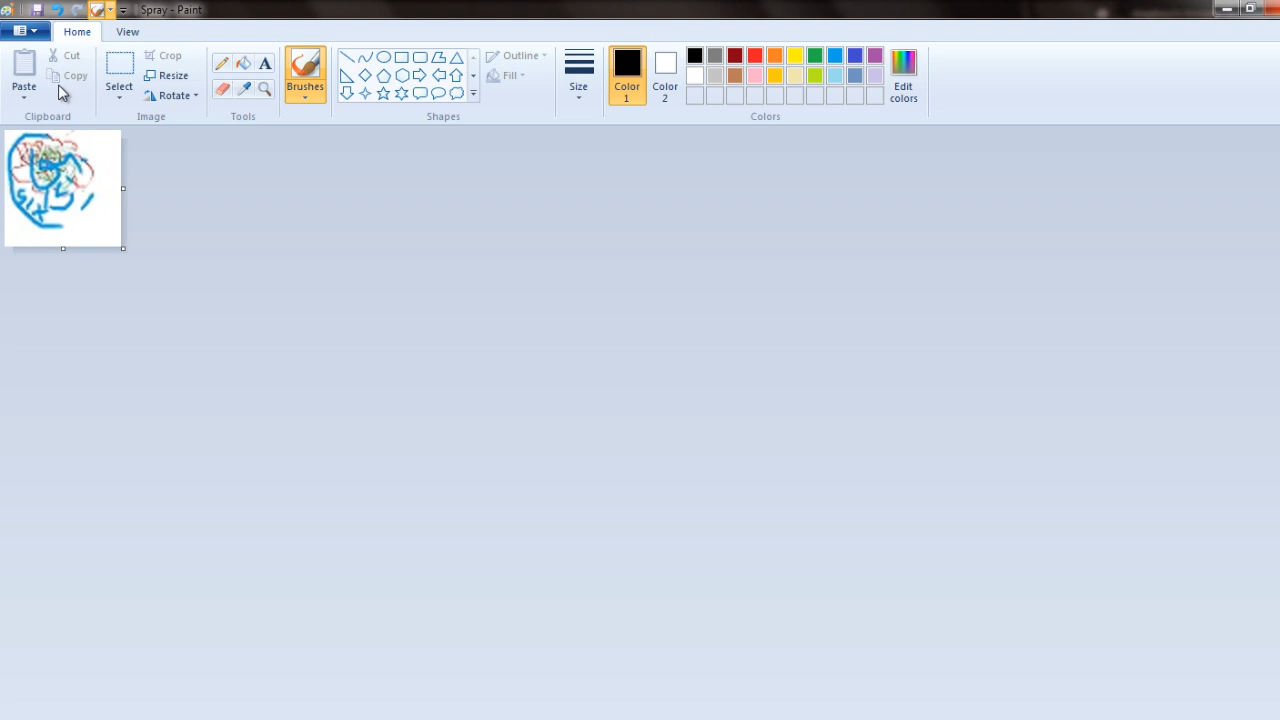 Spray - Paint
Home View
Paste Cut Copy Select Crop Resize Rotate Brushes Outline Fill Size Color 1 Color 2 Edit colors
Clipboard Image Tools Shapes Colors
six